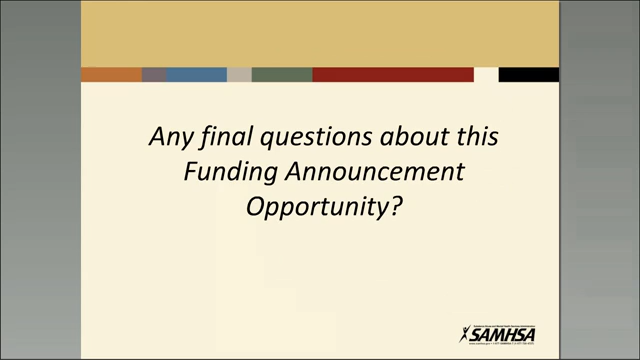 Any final questions about this
Funding Announcement
Opportunity?
SAMHSA